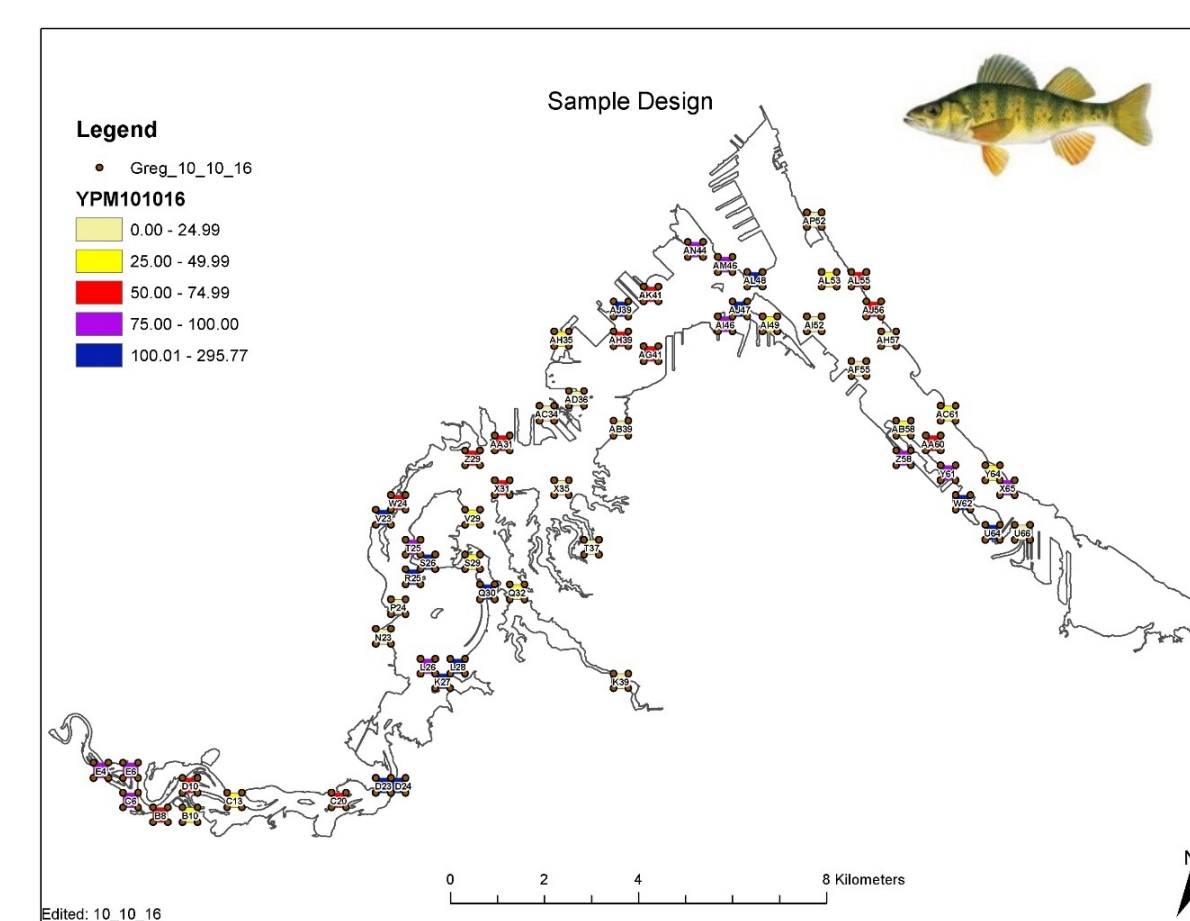 Sample Design
Legend
Greg_10_10_16
YPM101016
0.00 - 24.99
25.00 - 49.99
50.00 - 74.99
75.00 - 100.00
100.01 - 295.77
AP52
AN44
AM46
AL48
AL53
AL55
AK41
AJ39
AJ47
AJ56
AI46
AI49
AI52
AH35
AH39
AH57
AG41
AF55
AD36
AC34
AC61
AB39
AB58
AA31
AA60
Z29
Z58
Y61
Y64
X31
X35
X65
W24
W62
V23
V29
U64
U66
T25
T37
S26
S29
R25
Q30
Q32
P24
N23
L26
L28
K27
K39
E4
E6
D10
D23
D24
C6
C13
C20
B8
B10
0 2 4 8 Kilometers
N
Edited: 10_10_16